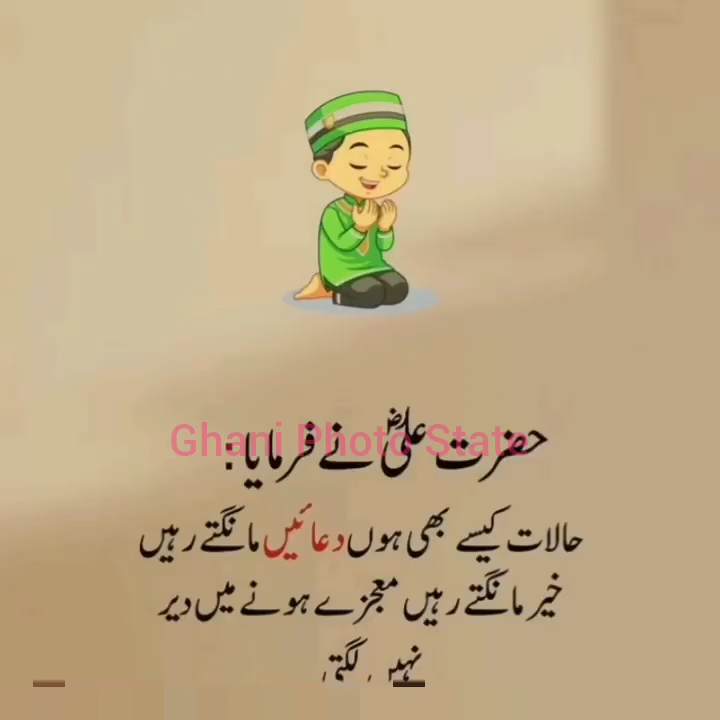 حضرت علیؓ نے فرمایا:
Ghani Photo State
حالات کیسے بھی ہوں دعائیں مانگتے رہیں
خیر مانگتے رہیں معجزے ہونے میں دیر
نہیں لگتی